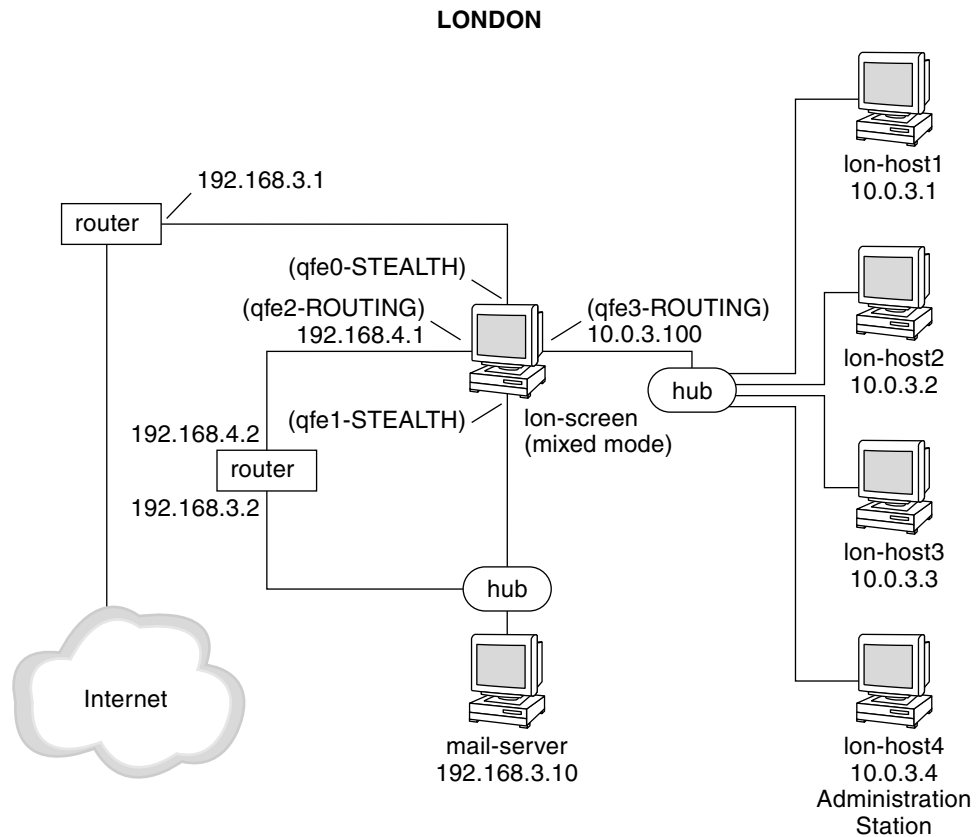 LONDON
192.168.3.1
router
(qfe0-STEALTH)
(qfe2-ROUTING)
192.168.4.1
(qfe3-ROUTING)
10.0.3.100
(qfe1-STEALTH)
lon-screen
(mixed mode)
hub
192.168.4.2
router
192.168.3.2
hub
Internet
mail-server
192.168.3.10
lon-host1
10.0.3.1
lon-host2
10.0.3.2
lon-host3
10.0.3.3
lon-host4
10.0.3.4
Administration
Station